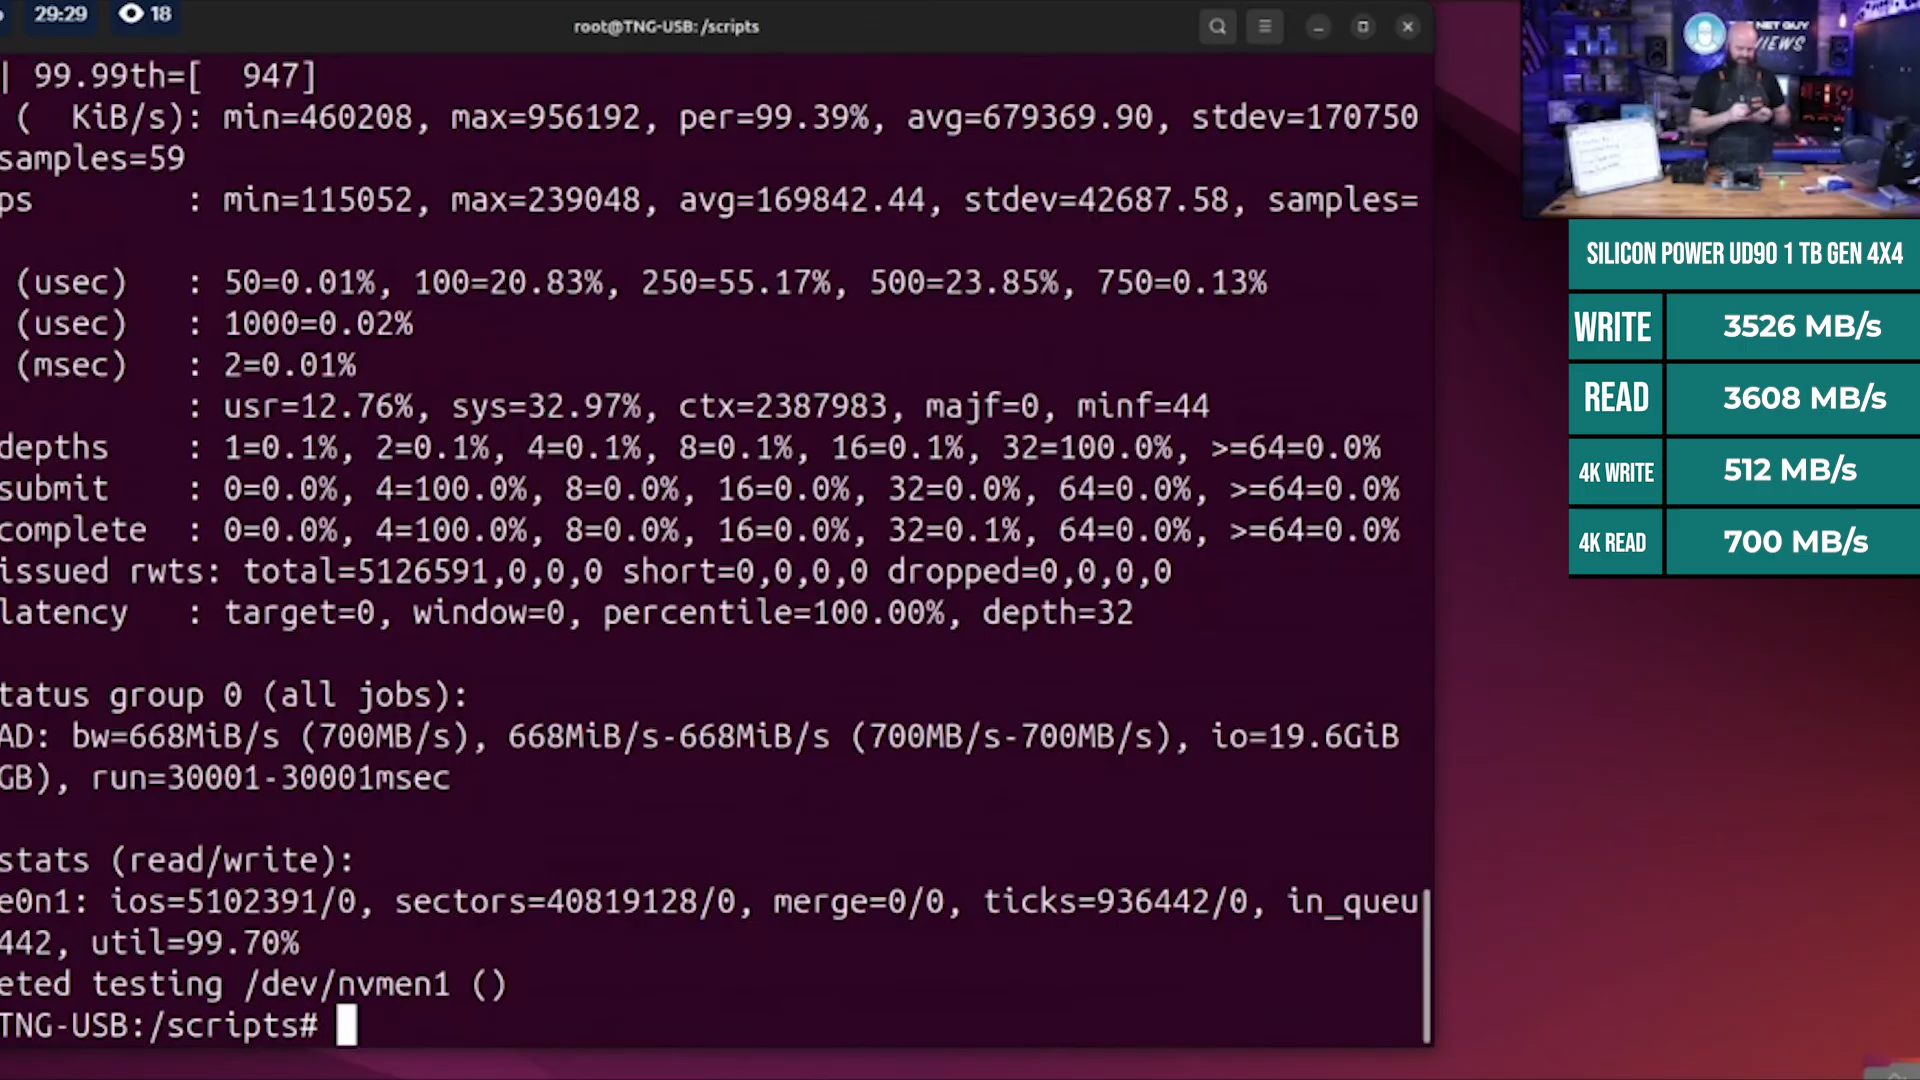 29:29 18
root@TNG-USB: /scripts
| 99.99th=[ 947]
( KiB/s): min=460208, max=956192, per=99.39%, avg=679369.90, stdev=170750
samples=59
ps : min=115052, max=239048, avg=169842.44, stdev=42687.58, samples=
(usec) : 50=0.01%, 100=20.83%, 250=55.17%, 500=23.85%, 750=0.13%
(usec) : 1000=0.02%
(msec) : 2=0.01%
: usr=12.76%, sys=32.97%, ctx=2387983, majf=0, minf=44
depths : 1=0.1%, 2=0.1%, 4=0.1%, 8=0.1%, 16=0.1%, 32=100.0%, >=64=0.0%
submit : 0=0.0%, 4=100.0%, 8=0.0%, 16=0.0%, 32=0.0%, 64=0.0%, >=64=0.0%
complete : 0=0.0%, 4=100.0%, 8=0.0%, 16=0.0%, 32=0.1%, 64=0.0%, >=64=0.0%
issued rwts: total=5126591,0,0,0 short=0,0,0,0 dropped=0,0,0,0
latency : target=0, window=0, percentile=100.00%, depth=32
tatus group 0 (all jobs):
AD: bw=668MiB/s (700MB/s), 668MiB/s-668MiB/s (700MB/s-700MB/s), io=19.6GiB
GB), run=30001-30001msec
stats (read/write):
e0n1: ios=5102391/0, sectors=40819128/0, merge=0/0, ticks=936442/0, in_queu
442, util=99.70%
eted testing /dev/nvmen1 ()
TNG-USB:/scripts#
NET GUY
VIEWS
SILICON POWER UD90 1 TB GEN 4X4
WRITE 3526 MB/s
READ 3608 MB/s
4K WRITE 512 MB/s
4K READ 700 MB/s